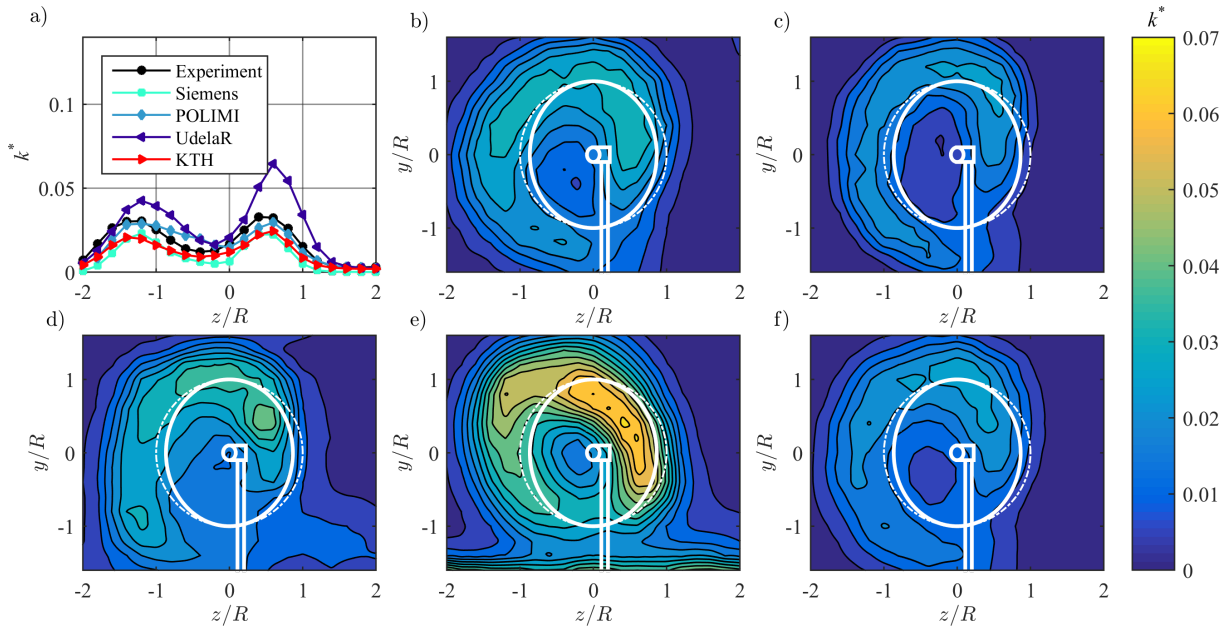 a)
b)
c)
k*
Experiment
Siemens
POLIMI
UdelaR
KTH
k*
0.1
0.05
0
-2 -1 0 1 2
z/R
y/R
1
0
-1
-2 -1 0 1 2
z/R
y/R
1
0
-1
-2 -1 0 1 2
z/R
d)
e)
f)
y/R
1
0
-1
-2 -1 0 1 2
z/R
y/R
1
0
-1
-2 -1 0 1 2
z/R
y/R
1
0
-1
-2 -1 0 1 2
z/R
0.07
0.06
0.05
0.04
0.03
0.02
0.01
0